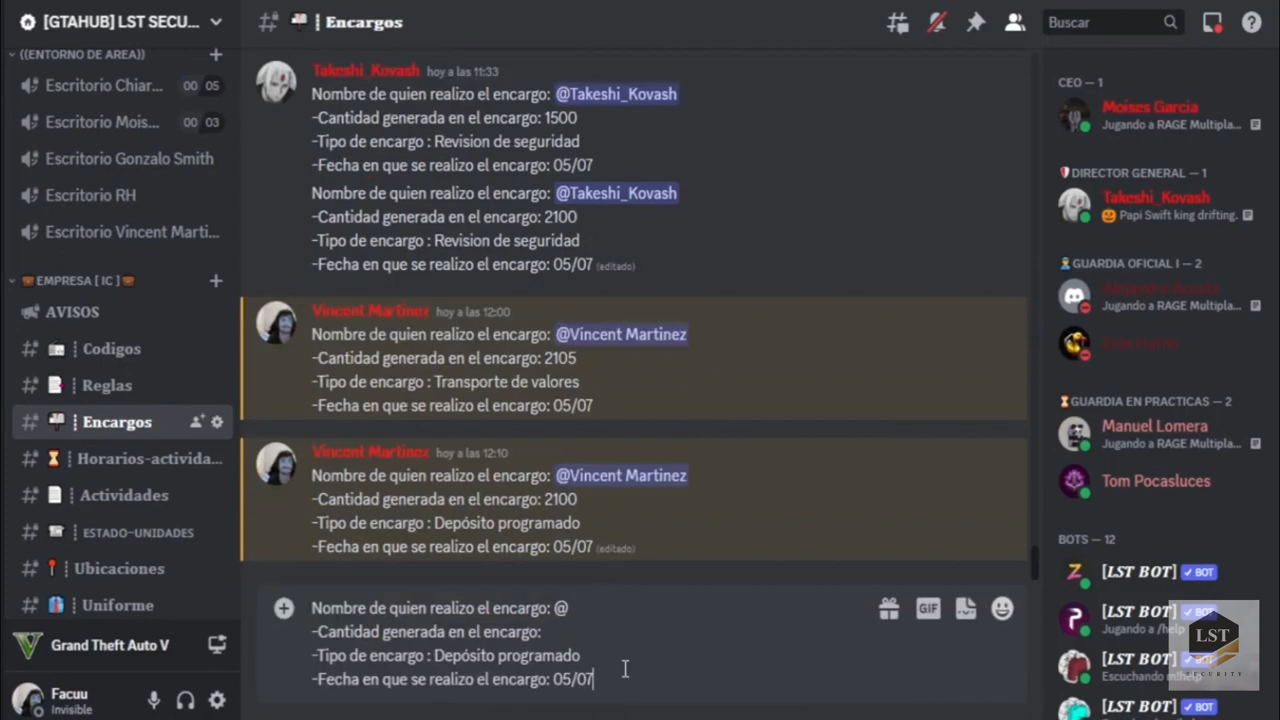 [GTAHUB] LST SECU...
((ENTORNO DE AREA))
Escritorio Chiar... 00 05
Escritorio Mois... 00 03
Escritorio Gonzalo Smith
Escritorio RH
Escritorio Vincent Marti...
EMPRESA [ IC ]
AVISOS
Codigos
Reglas
Encargos
Horarios-activida...
Actividades
ESTADO-UNIDADES
Ubicaciones
Uniforme
Grand Theft Auto V
Facuu
Invisible
Encargos
Buscar
Takeshi_Kovash hoy a las 11:33
Nombre de quien realizo el encargo: @Takeshi_Kovash
-Cantidad generada en el encargo: 1500
-Tipo de encargo : Revision de seguridad
-Fecha en que se realizo el encargo: 05/07
Nombre de quien realizo el encargo: @Takeshi_Kovash
-Cantidad generada en el encargo: 2100
-Tipo de encargo : Revision de seguridad
-Fecha en que se realizo el encargo: 05/07 (editado)
Vincent Martinez hoy a las 12:00
Nombre de quien realizo el encargo: @Vincent Martinez
-Cantidad generada en el encargo: 2105
-Tipo de encargo : Transporte de valores
-Fecha en que se realizo el encargo: 05/07
Vincent Martinez hoy a las 12:10
Nombre de quien realizo el encargo: @Vincent Martinez
-Cantidad generada en el encargo: 2100
-Tipo de encargo : Depósito programado
-Fecha en que se realizo el encargo: 05/07 (editado)
Nombre de quien realizo el encargo: @
-Cantidad generada en el encargo:
-Tipo de encargo : Depósito programado
-Fecha en que se realizo el encargo: 05/07
GIF
CEO — 1
Moises Garcia
Jugando a RAGE Multipla...
DIRECTOR GENERAL — 1
Takeshi_Kovash
Papi Swift king drifting.
GUARDIA OFICIAL I — 2
Jugando a RAGE Multipla...
GUARDIA EN PRACTICAS — 2
Manuel Lomera
Jugando a RAGE Multipla...
Tom Pocasluces
BOTS — 12
[LST BOT] ✓ BOT
[LST BOT] ✓ BOT
Jugando a /help
[LST BOT]
Escuchando m!help
[LST BOT]
LST
SECURITY